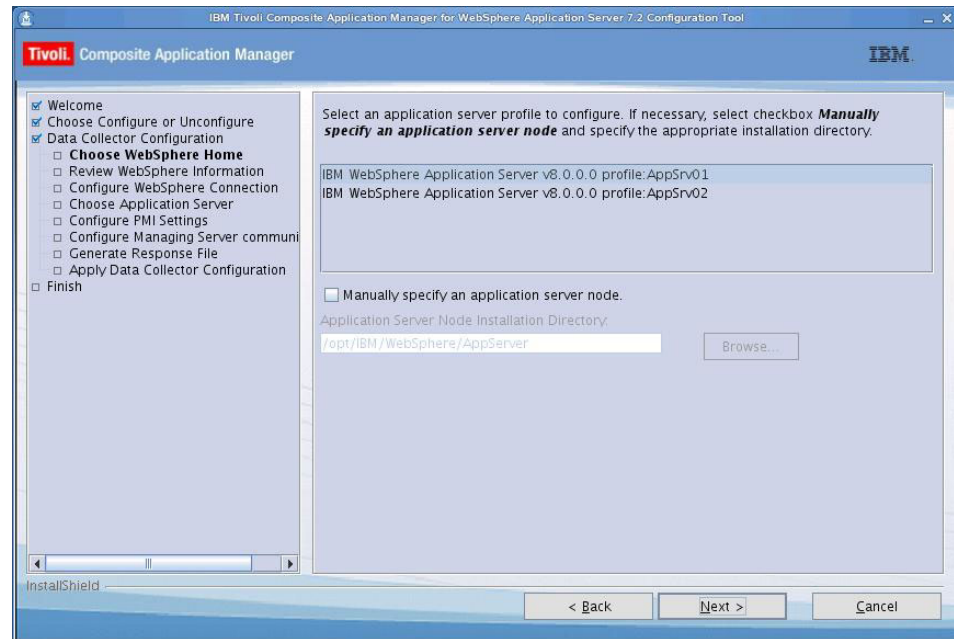 IBM Tivoli Composite Application Manager for WebSphere Application Server 7.2 Configuration Tool
Tivoli. Composite Application Manager
IBM.
Welcome
Choose Configure or Unconfigure
Data Collector Configuration
Choose WebSphere Home
Review WebSphere Information
Configure WebSphere Connection
Choose Application Server
Configure PMI Settings
Configure Managing Server communi
Generate Response File
Apply Data Collector Configuration
Finish
Select an application server profile to configure. If necessary, select checkbox Manually
specify an application server node and specify the appropriate installation directory.
IBM WebSphere Application Server v8.0.0.0 profile:AppSrv01
IBM WebSphere Application Server v8.0.0.0 profile:AppSrv02
Manually specify an application server node.
Application Server Node Installation Directory:
/opt/IBM/WebSphere/AppServer
Browse...
InstallShield
< Back
Next >
Cancel